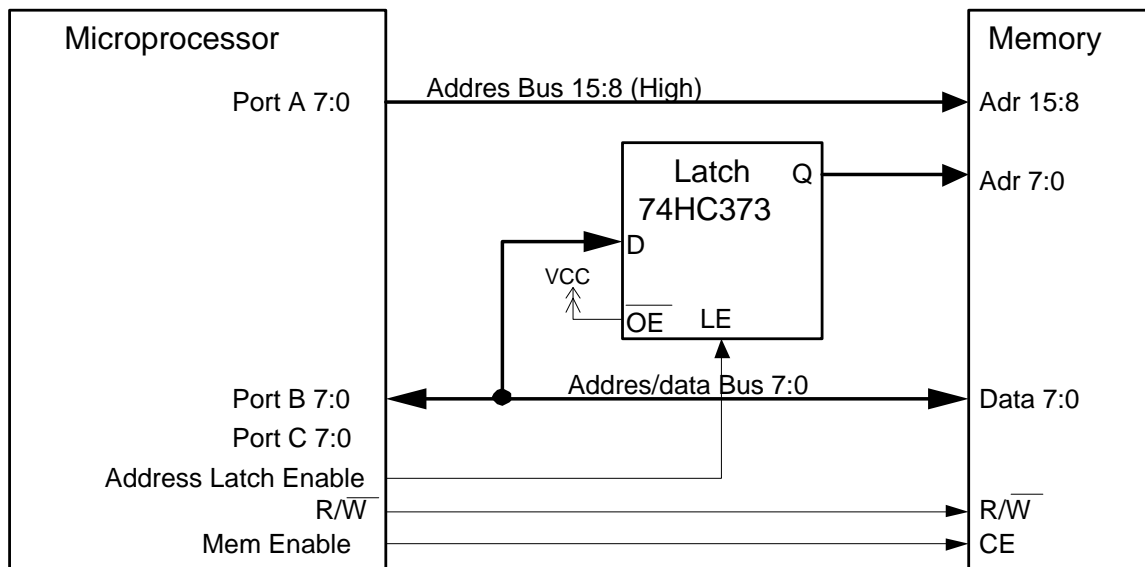 Microprocessor
Memory
Port A 7:0
Addres Bus 15:8 (High)
Adr 15:8
Latch
74HC373
Q
Adr 7:0
D
VCC
OE
LE
Port B 7:0
Addres/data Bus 7:0
Data 7:0
Port C 7:0
Address Latch Enable
R/W
R/W
Mem Enable
CE